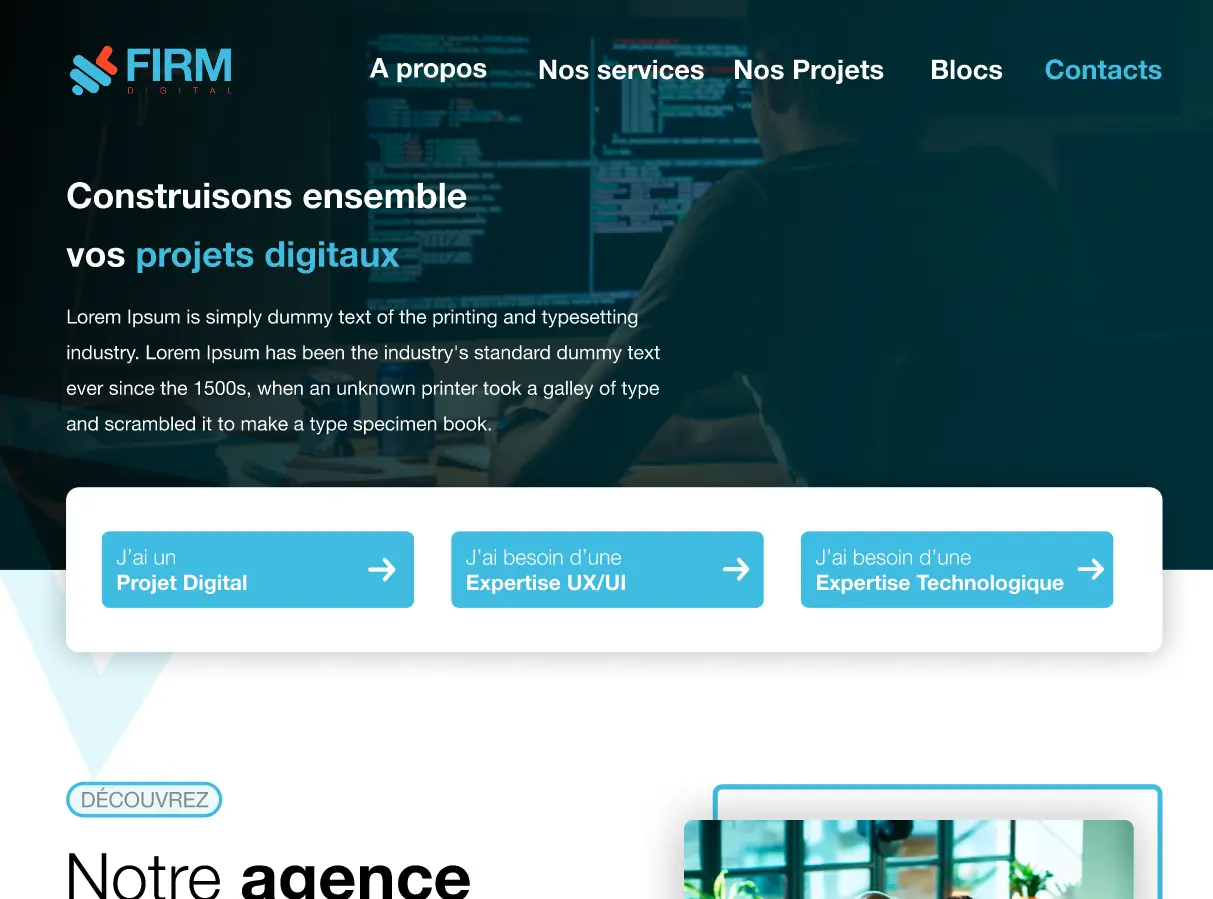 FIRM
DIGITAL
A propos
Nos services
Nos Projets
Blocs
Contacts
Construisons ensemble
vos projets digitaux
Lorem Ipsum is simply dummy text of the printing and typesetting
industry. Lorem Ipsum has been the industry's standard dummy text
ever since the 1500s, when an unknown printer took a galley of type
and scrambled it to make a type specimen book.
J’ai un
Projet Digital
J’ai besoin d’une
Expertise UX/UI
J’ai besoin d’une
Expertise Technologique
DÉCOUVREZ
Notre agence